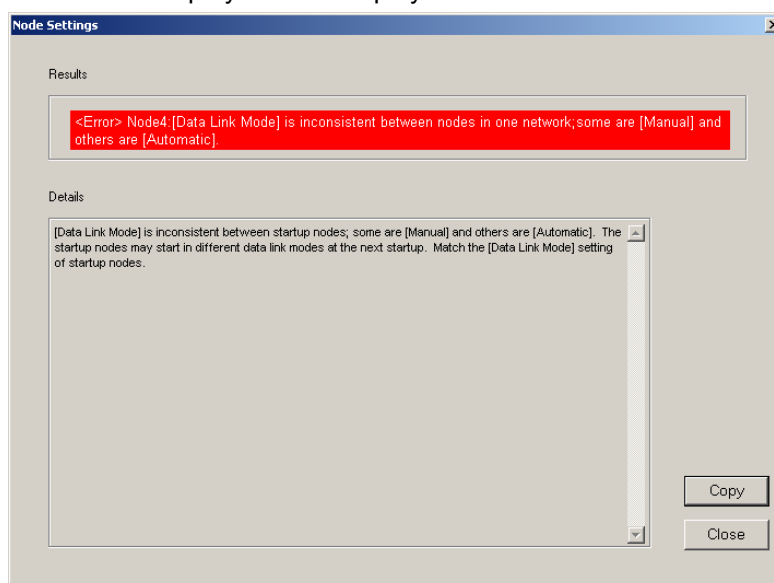 Node Settings
Results
<Error> Node4:[Data Link Mode] is inconsistent between nodes in one network;some are [Manual] and
others are [Automatic].
Details
[Data Link Mode] is inconsistent between startup nodes; some are [Manual] and others are [Automatic]. The
startup nodes may start in different data link modes at the next startup. Match the [Data Link Mode] setting
of startup nodes.
Copy
Close